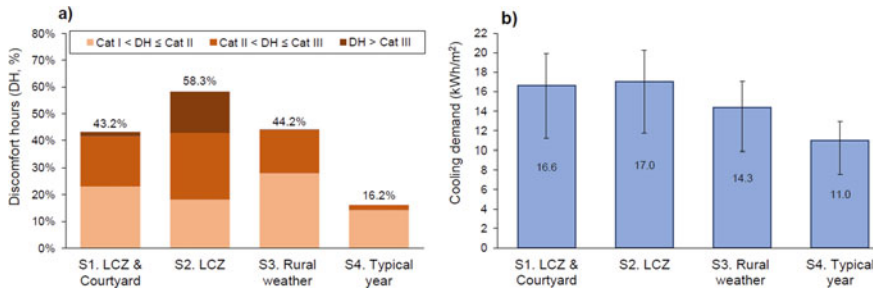 a)
Cat I < DH ≤ Cat II
Cat II < DH ≤ Cat III
DH > Cat III
Discomfort hours (DH, %)
80%
70%
60%
50%
40%
30%
20%
10%
0%
43.2%
58.3%
44.2%
16.2%
S1. LCZ &
Courtyard
S2. LCZ
S3. Rural
weather
S4. Typical
year
b)
Cooling demand (kWh/m²)
22
20
18
16
14
12
10
8
6
4
2
0
16.6
17.0
14.3
11.0
S1. LCZ &
Courtyard
S2. LCZ
S3. Rural
weather
S4. Typical
year